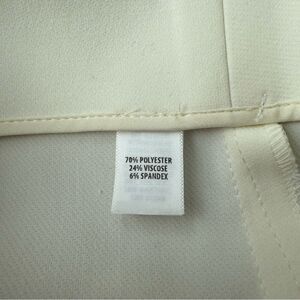 70% POLYESTER
24% VISCOSE
6% SPANDEX